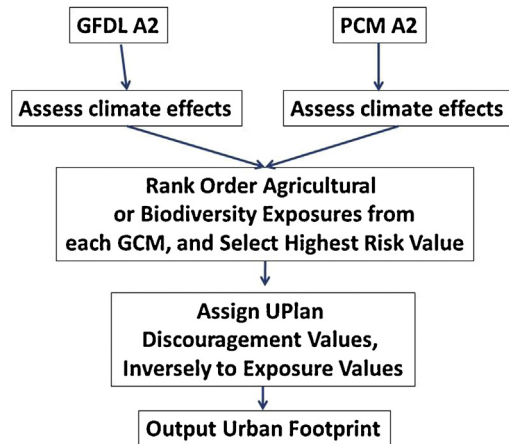 GFDL A2
PCM A2
Assess climate effects
Assess climate effects
Rank Order Agricultural
or Biodiversity Exposures from
each GCM, and Select Highest Risk Value
Assign UPlan
Discouragement Values,
Inversely to Exposure Values
Output Urban Footprint